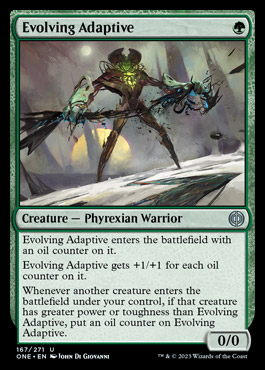 Evolving Adaptive
Creature — Phyrexian Warrior
Evolving Adaptive enters the battlefield with
an oil counter on it.
Evolving Adaptive gets +1/+1 for each oil
counter on it.
Whenever another creature enters the
battlefield under your control, if that creature
has greater power or toughness than Evolving
Adaptive, put an oil counter on Evolving
Adaptive.
0/0
167/271 U
ONE • EN John Di Giovanni
™ & © 2023 Wizards of the Coast